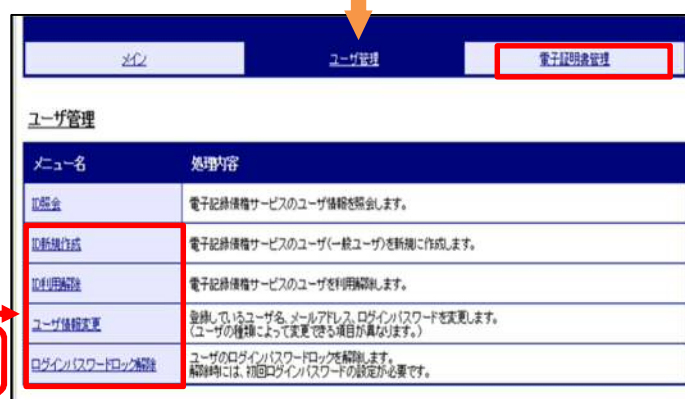 メイン ユーザ管理 電子証明書管理
ユーザ管理
メニュー名 処理内容
ID照会 電子記録債権サービスのユーザ情報を照会します。
ID新規作成 電子記録債権サービスのユーザ(一般ユーザ)を新規に作成します。
ID利用解除 電子記録債権サービスのユーザを利用解除します。
ユーザ情報変更 登録しているユーザ名、メールアドレス、ログインパスワードを変更します。
(ユーザの種類によって変更できる項目が異なります。)
ログインパスワードロック解除 ユーザのログインパスワードロックを解除します。
解除時には、初回ログインパスワードの設定が必要です。